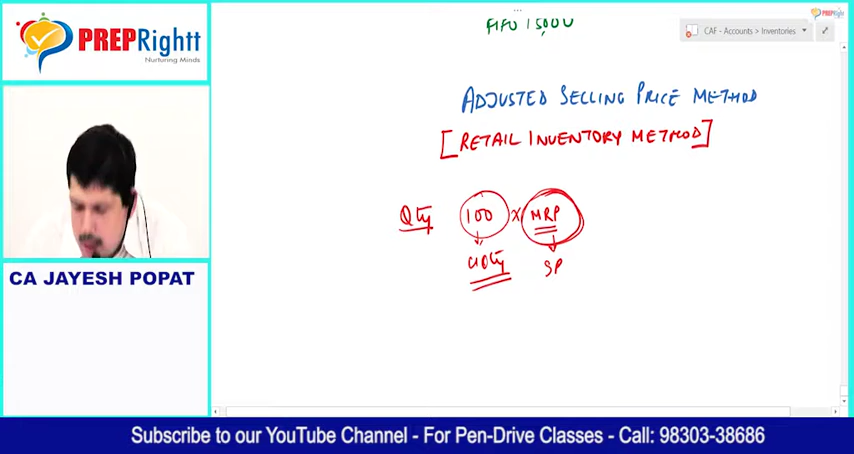 PREPRightt
Nurturing Minds
CA JAYESH POPAT
FIFO 15000
CAF - Accounts > Inventories
PREPRightt
ADJUSTED SELLING PRICE METHOD
[RETAIL INVENTORY METHOD]
Qty 100 x MRP
SP
Subscribe to our YouTube Channel - For Pen-Drive Classes - Call: 98303-38686